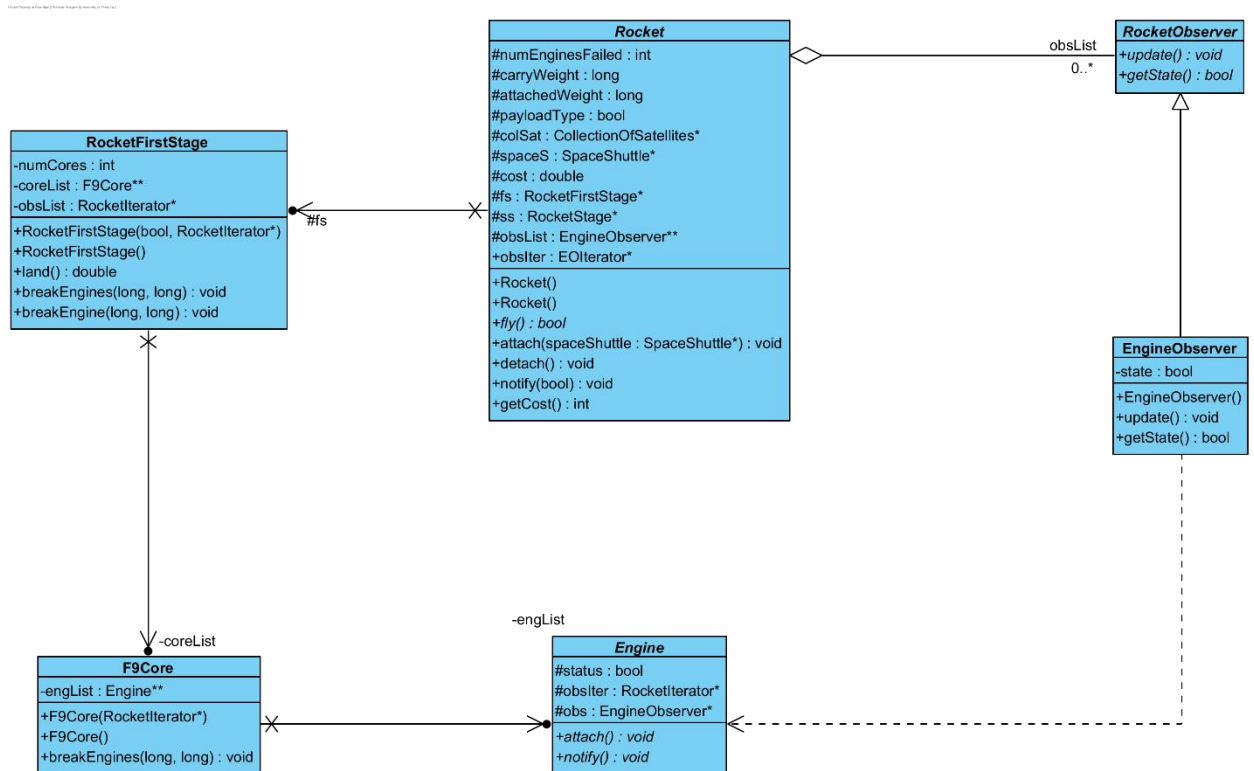 Rocket
#numEnginesFailed : int
#carryWeight : long
#attachedWeight : long
#payloadType : bool
#colSat : CollectionOfSatellites*
#spaceS : SpaceShuttle*
#cost : double
#fs : RocketFirstStage*
#ss : RocketStage*
#obsList : EngineObserver**
+obsIter : EOIterator*
+Rocket()
+Rocket()
+fly() : bool
+attach(spaceShuttle : SpaceShuttle*) : void
+detach() : void
+notify(bool) : void
+getCost() : int
obsList
0..*
RocketObserver
+update() : void
+getState() : bool
RocketFirstStage
-numCores : int
-coreList : F9Core**
-obsList : RocketIterator*
+RocketFirstStage(bool, RocketIterator*)
+RocketFirstStage()
+land() : double
+breakEngines(long, long) : void
+breakEngine(long, long) : void
#fs
EngineObserver
-state : bool
+EngineObserver()
+update() : void
+getState() : bool
-coreList
F9Core
-engList : Engine**
+F9Core(RocketIterator*)
+F9Core()
+breakEngines(long, long) : void
-engList
Engine
#status : bool
#obsIter : RocketIterator*
#obs : EngineObserver*
+attach() : void
+notify() : void